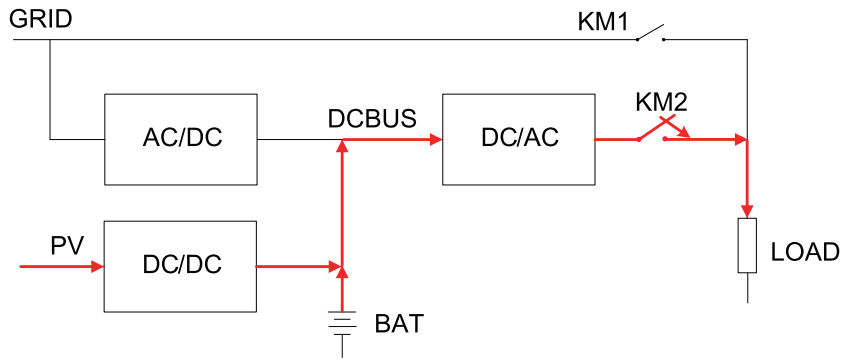 GRID
KM1
AC/DC
DCBUS
DC/AC
KM2
PV
DC/DC
BAT
LOAD